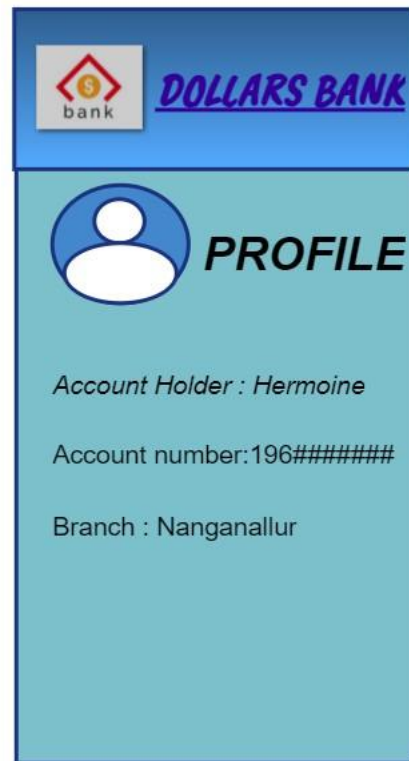 bank
DOLLARS BANK
PROFILE
Account Holder : Hermoine
Account number:196#######
Branch : Nanganallur